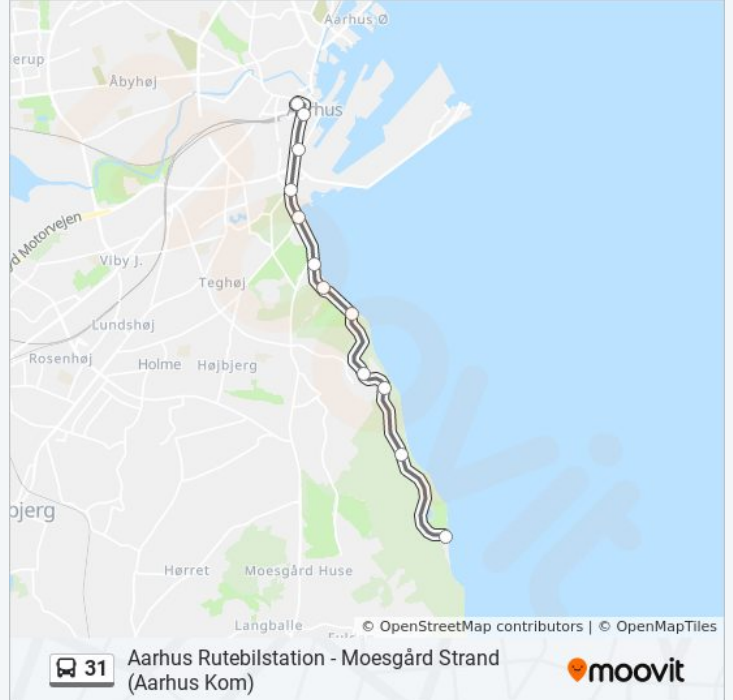 Aarhus Ø
erup
Åbyhøj
hus
d Motorvejen
Viby J.
Teghøj
Lundshøj
Rosenhøj
Holme
Højbjerg
bjerg
Hørret
Moesgård Huse
Langballe
© OpenStreetMap contributors | © OpenMapTiles
31
Aarhus Rutebilstation - Moesgård Strand
(Aarhus Kom)
moovit